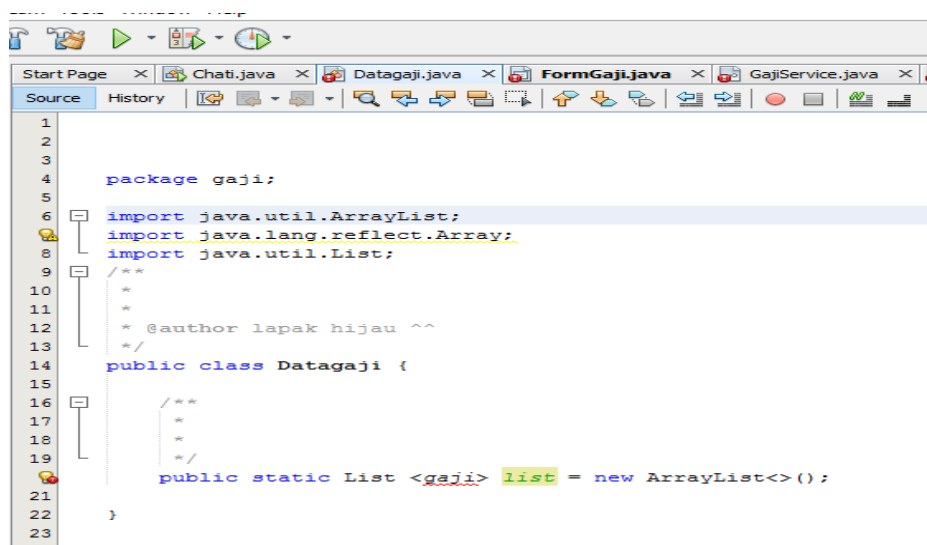 Start Page Chati.java Datagaji.java FormGaji.java GajiService.java
Source History
1
2
3
4 package gaji;
5
6 import java.util.ArrayList;
import java.lang.reflect.Array;
8 import java.util.List;
9 /**
10 *
11 *
12 * @author lapak hijau ^^
13 */
14 public class Datagaji {
15
16 /**
17 *
18 *
19 */
public static List <gaji> list = new ArrayList<>();
21
22 }
23